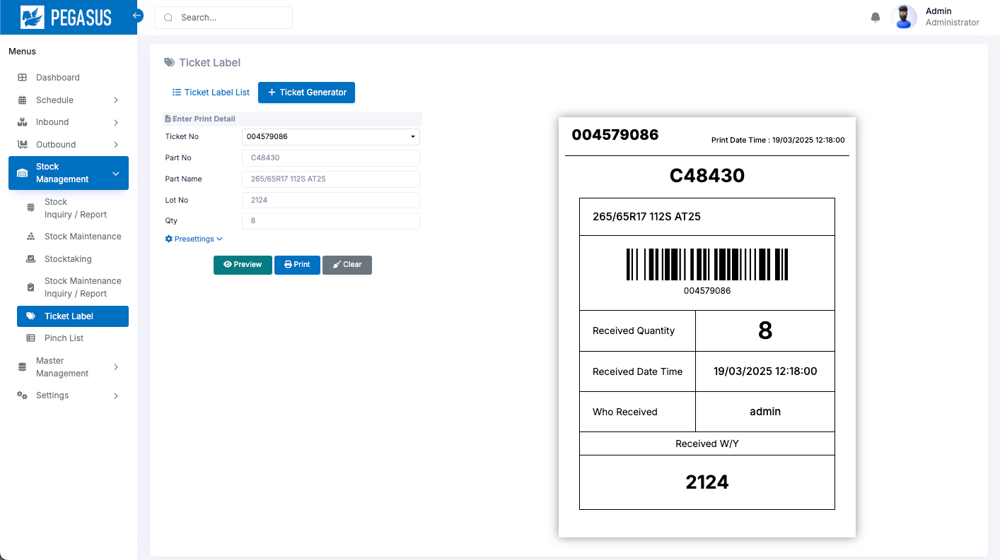 PEGASUS
Search...
Admin
Administrator
Menus
Dashboard
Schedule
Inbound
Outbound
Stock
Management
Stock
Inquiry / Report
Stock Maintenance
Stocktaking
Stock Maintenance
Inquiry / Report
Ticket Label
Pinch List
Master
Management
Settings
Ticket Label
Ticket Label List
Ticket Generator
Enter Print Detail
Ticket No 004579086
Part No C48430
Part Name 265/65R17 112S AT25
Lot No 2124
Qty 8
Presettings
Preview Print Clear
004579086 Print Date Time : 19/03/2025 12:18:00
C48430
265/65R17 112S AT25
004579086
Received Quantity 8
Received Date Time 19/03/2025 12:18:00
Who Received admin
Received W/Y
2124